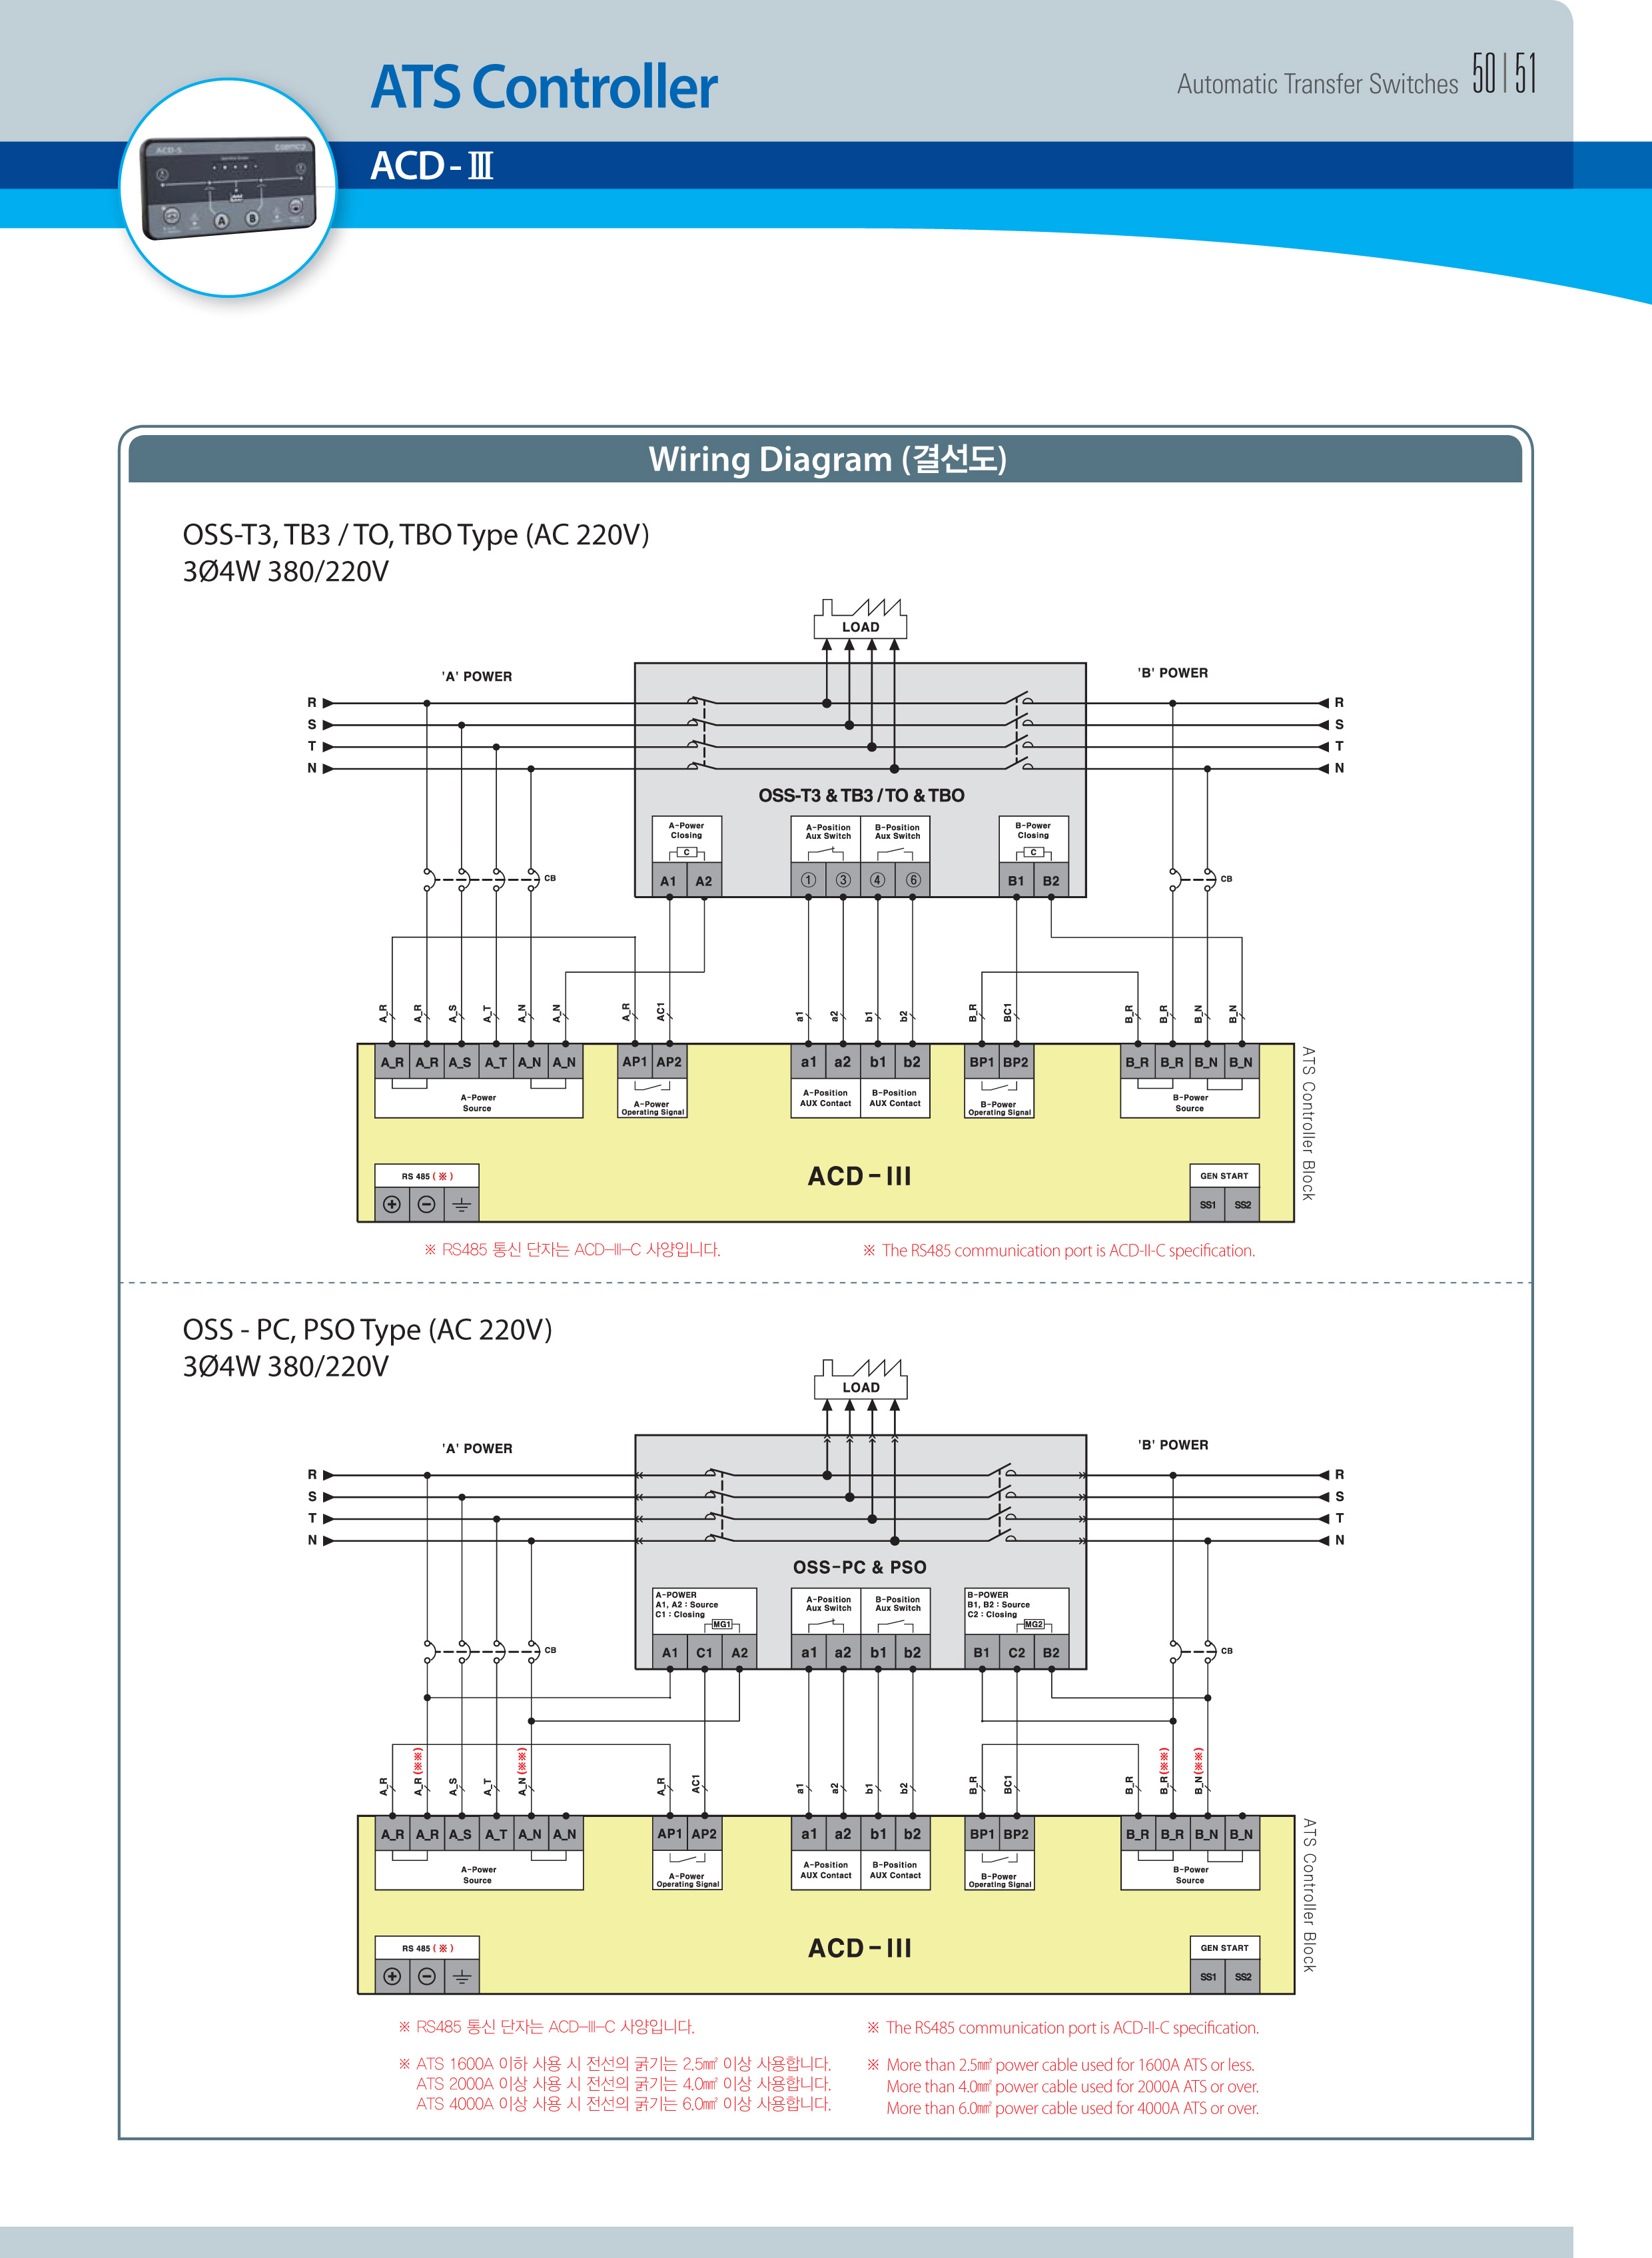 ATS Controller
Automatic Transfer Switches 50 | 51
ACD-Ⅲ
ACD-S
A B
Wiring Diagram (결선도)
OSS-T3, TB3 / TO, TBO Type (AC 220V)
3Ø4W 380/220V
LOAD
'A' POWER
'B' POWER
R R
S S
T T
N N
OSS-T3 & TB3 / TO & TBO
A-Power Closing
A-Position Aux Switch
B-Position Aux Switch
B-Power Closing
C C
A1 A2 ① ③ ④ ⑥ B1 B2
CB CB
A_R A_R A_S A_T A_N A_N A_R AC1 a1 a2 b1 b2 B_R BC1 B_R B_R B_N B_N
A_R A_R A_S A_T A_N A_N AP1 AP2 a1 a2 b1 b2 BP1 BP2 B_R B_R B_N B_N
A-Power Source
A-Power Operating Signal
A-Position AUX Contact
B-Position AUX Contact
B-Power Operating Signal
B-Power Source
ATS Controller Block
ACD-III
RS 485 ( ※ )
GEN START
SS1 SS2
※ RS485 통신 단자는 ACD-III-C 사양입니다.
※ The RS485 communication port is ACD-II-C specification.
OSS - PC, PSO Type (AC 220V)
3Ø4W 380/220V
LOAD
'A' POWER
'B' POWER
R R
S S
T T
N N
OSS-PC & PSO
A-POWER
A1, A2 : Source
C1 : Closing
MG1
A-Position Aux Switch
B-Position Aux Switch
B-POWER
B1, B2 : Source
C2 : Closing
MG2
A1 C1 A2 a1 a2 b1 b2 B1 C2 B2
CB CB
A_R A_R (※※) A_S A_T A_N (※※) A_R AC1 a1 a2 b1 b2 B_R BC1 B_R B_R(※※) B_N(※※)
A_R A_R A_S A_T A_N A_N AP1 AP2 a1 a2 b1 b2 BP1 BP2 B_R B_R B_N B_N
A-Power Source
A-Power Operating Signal
A-Position AUX Contact
B-Position AUX Contact
B-Power Operating Signal
B-Power Source
ATS Controller Block
ACD-III
RS 485 ( ※ )
GEN START
SS1 SS2
※ RS485 통신 단자는 ACD-III-C 사양입니다.
※ The RS485 communication port is ACD-II-C specification.
※ ATS 1600A 이하 사용 시 전선의 굵기는 2.5㎟ 이상 사용합니다.
ATS 2000A 이상 사용 시 전선의 굵기는 4.0㎟ 이상 사용합니다.
ATS 4000A 이상 사용 시 전선의 굵기는 6.0㎟ 이상 사용합니다.
※ More than 2.5㎟ power cable used for 1600A ATS or less.
More than 4.0㎟ power cable used for 2000A ATS or over.
More than 6.0㎟ power cable used for 4000A ATS or over.